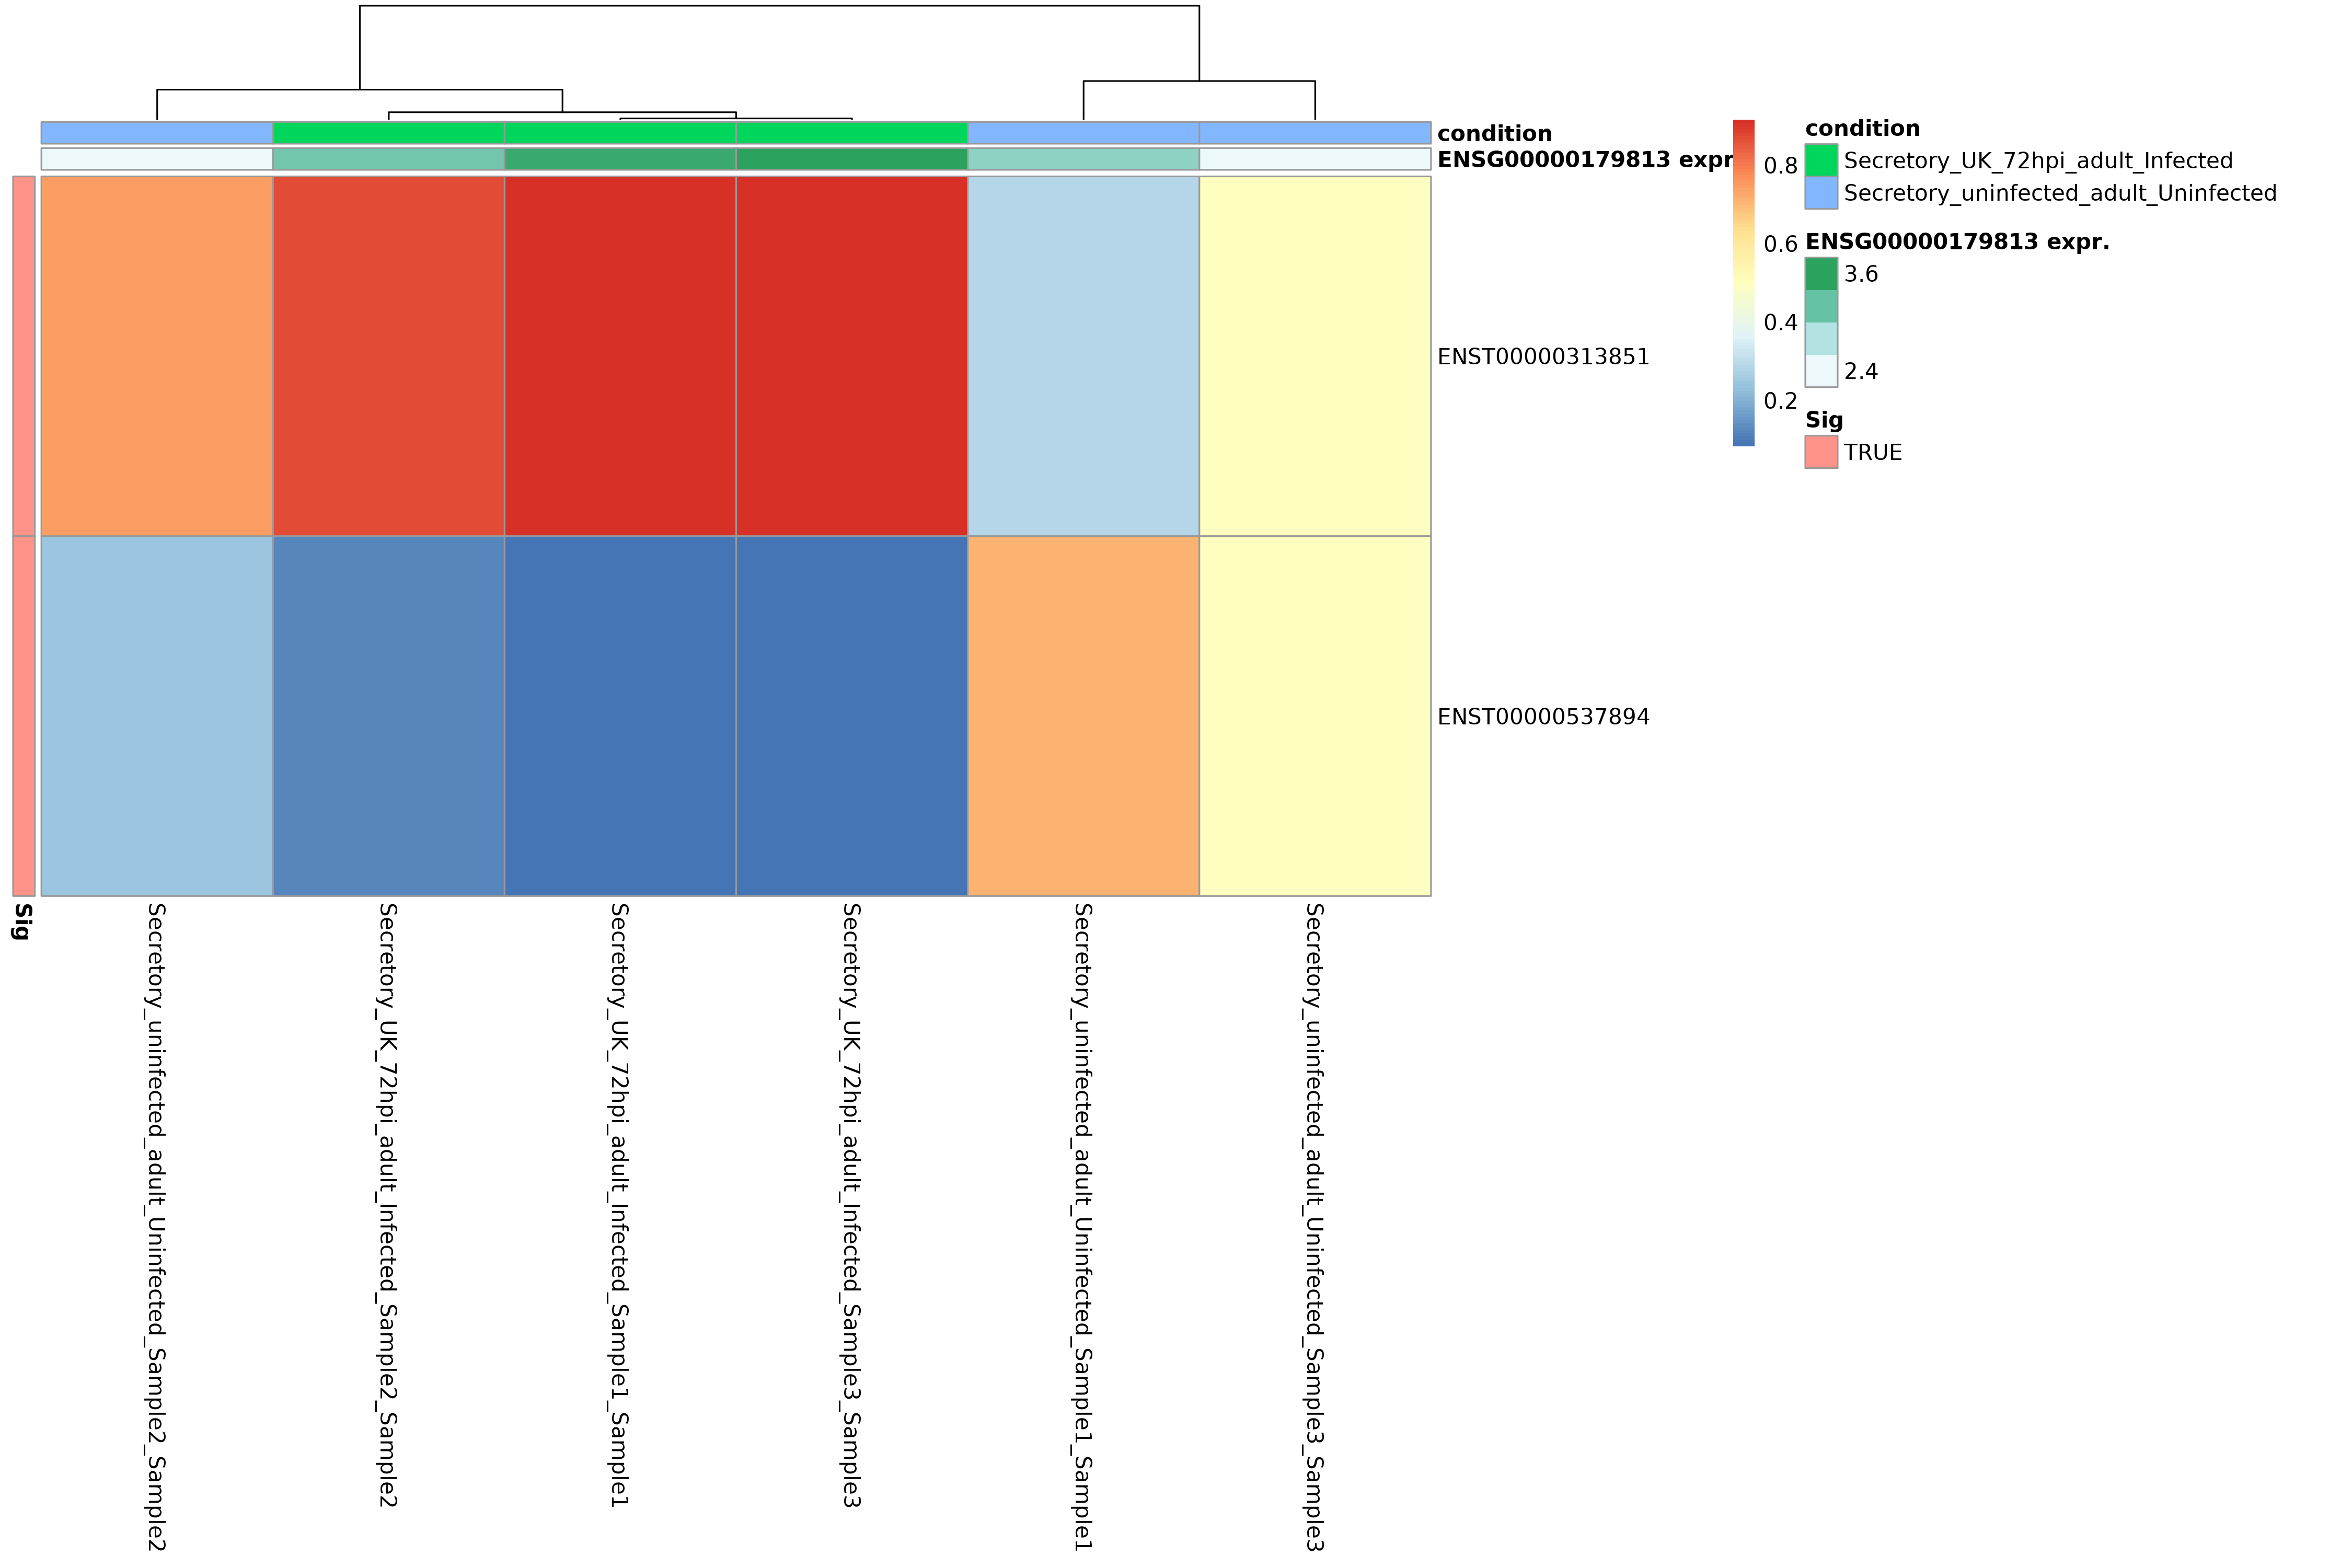 condition
ENSG00000179813 expr.
ENST00000313851
ENST00000537894
0.8
0.6
0.4
0.2
condition
Secretory_UK_72hpi_adult_Infected
Secretory_uninfected_adult_Uninfected
ENSG00000179813 expr.
3.6
2.4
Sig
TRUE
Sig
Secretory_uninfected_adult_Uninfected_Sample2_Sample2
Secretory_UK_72hpi_adult_Infected_Sample2_Sample2
Secretory_UK_72hpi_adult_Infected_Sample1_Sample1
Secretory_UK_72hpi_adult_Infected_Sample3_Sample3
Secretory_uninfected_adult_Uninfected_Sample1_Sample1
Secretory_uninfected_adult_Uninfected_Sample3_Sample3